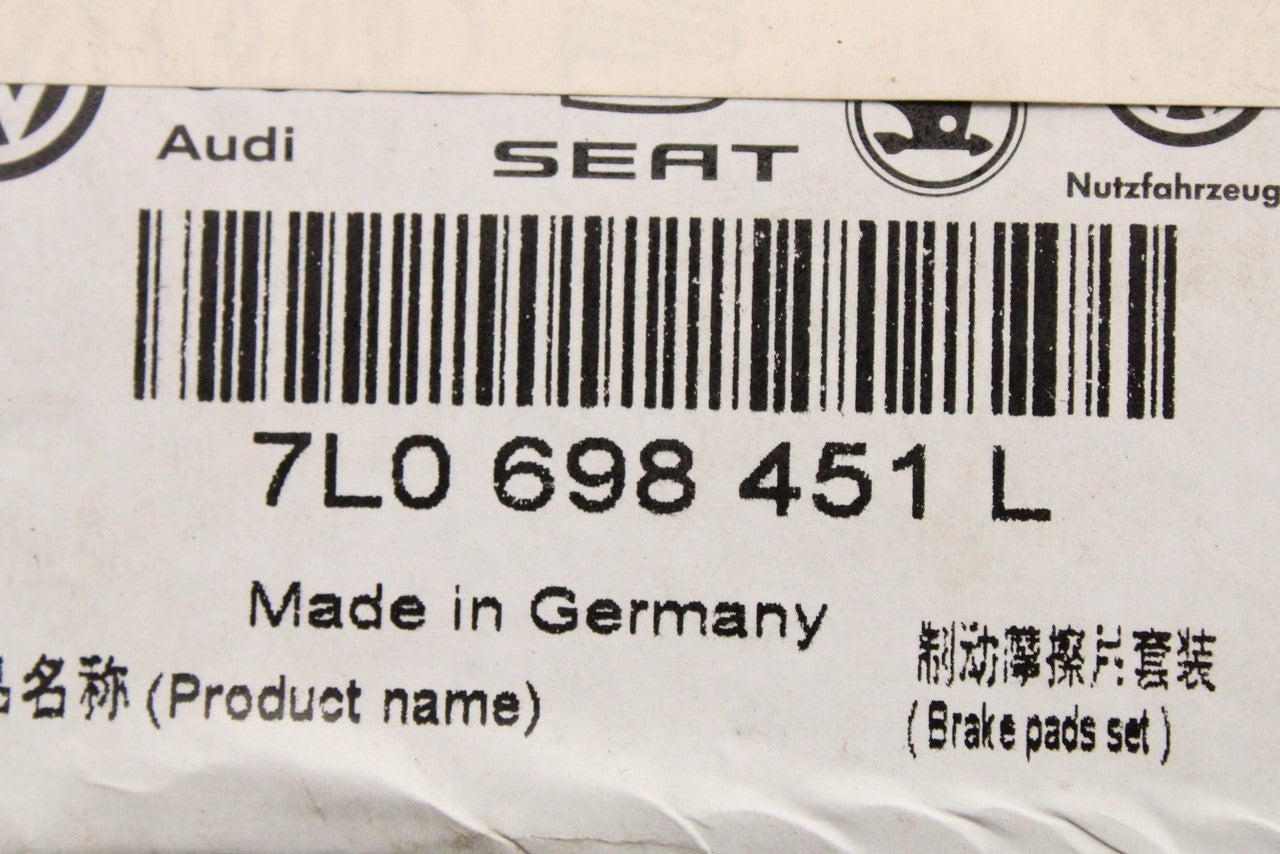 Audi
SEAT
Nutzfahrzeug
7L0 698 451 L
Made in Germany
制动摩擦片套装
品名称 (Product name)
(Brake pads set)